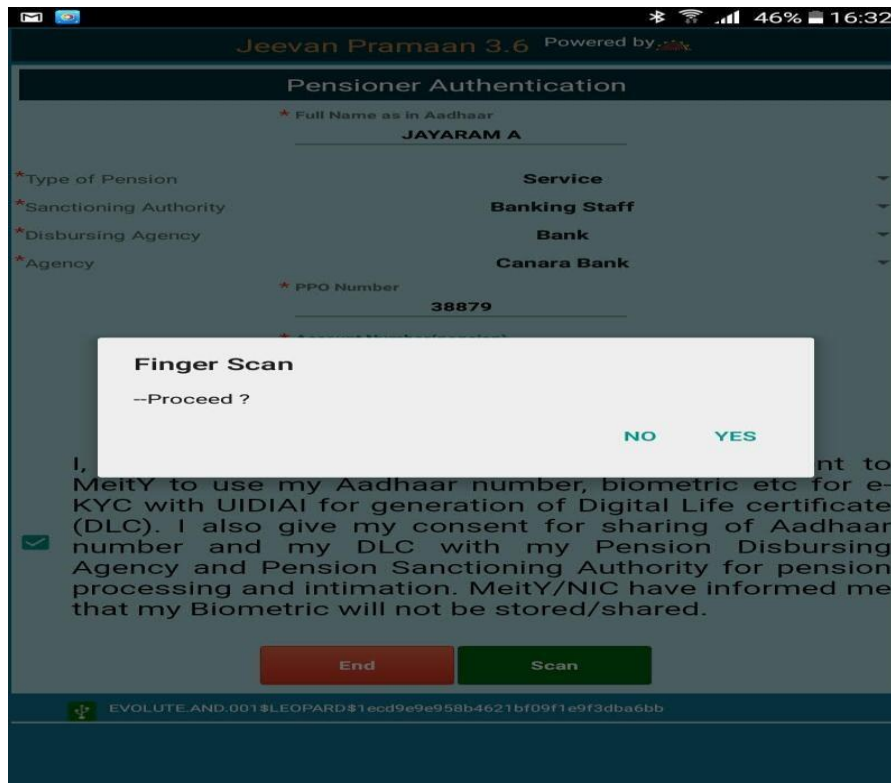 46% 16:32
Jeevan Pramaan 3.6 Powered by
Pensioner Authentication
* Full Name as in Aadhaar
JAYARAM A
*Type of Pension Service
*Sanctioning Authority Banking Staff
*Disbursing Agency Bank
*Agency Canara Bank
* PPO Number
38879
* Account Number(pension)
Finger Scan
--Proceed ?
NO YES
I, nt to
MeitY to use my Aadhaar number, biometric etc for e-
KYC with UIDIAI for generation of Digital Life certificate
(DLC). I also give my consent for sharing of Aadhaar
number and my DLC with my Pension Disbursing
Agency and Pension Sanctioning Authority for pension
processing and intimation. MeitY/NIC have informed me
that my Biometric will not be stored/shared.
End Scan
EVOLUTE.AND.001$LEOPARD$1ecd9e9e958b4621bf09f1e9f3dba6bb